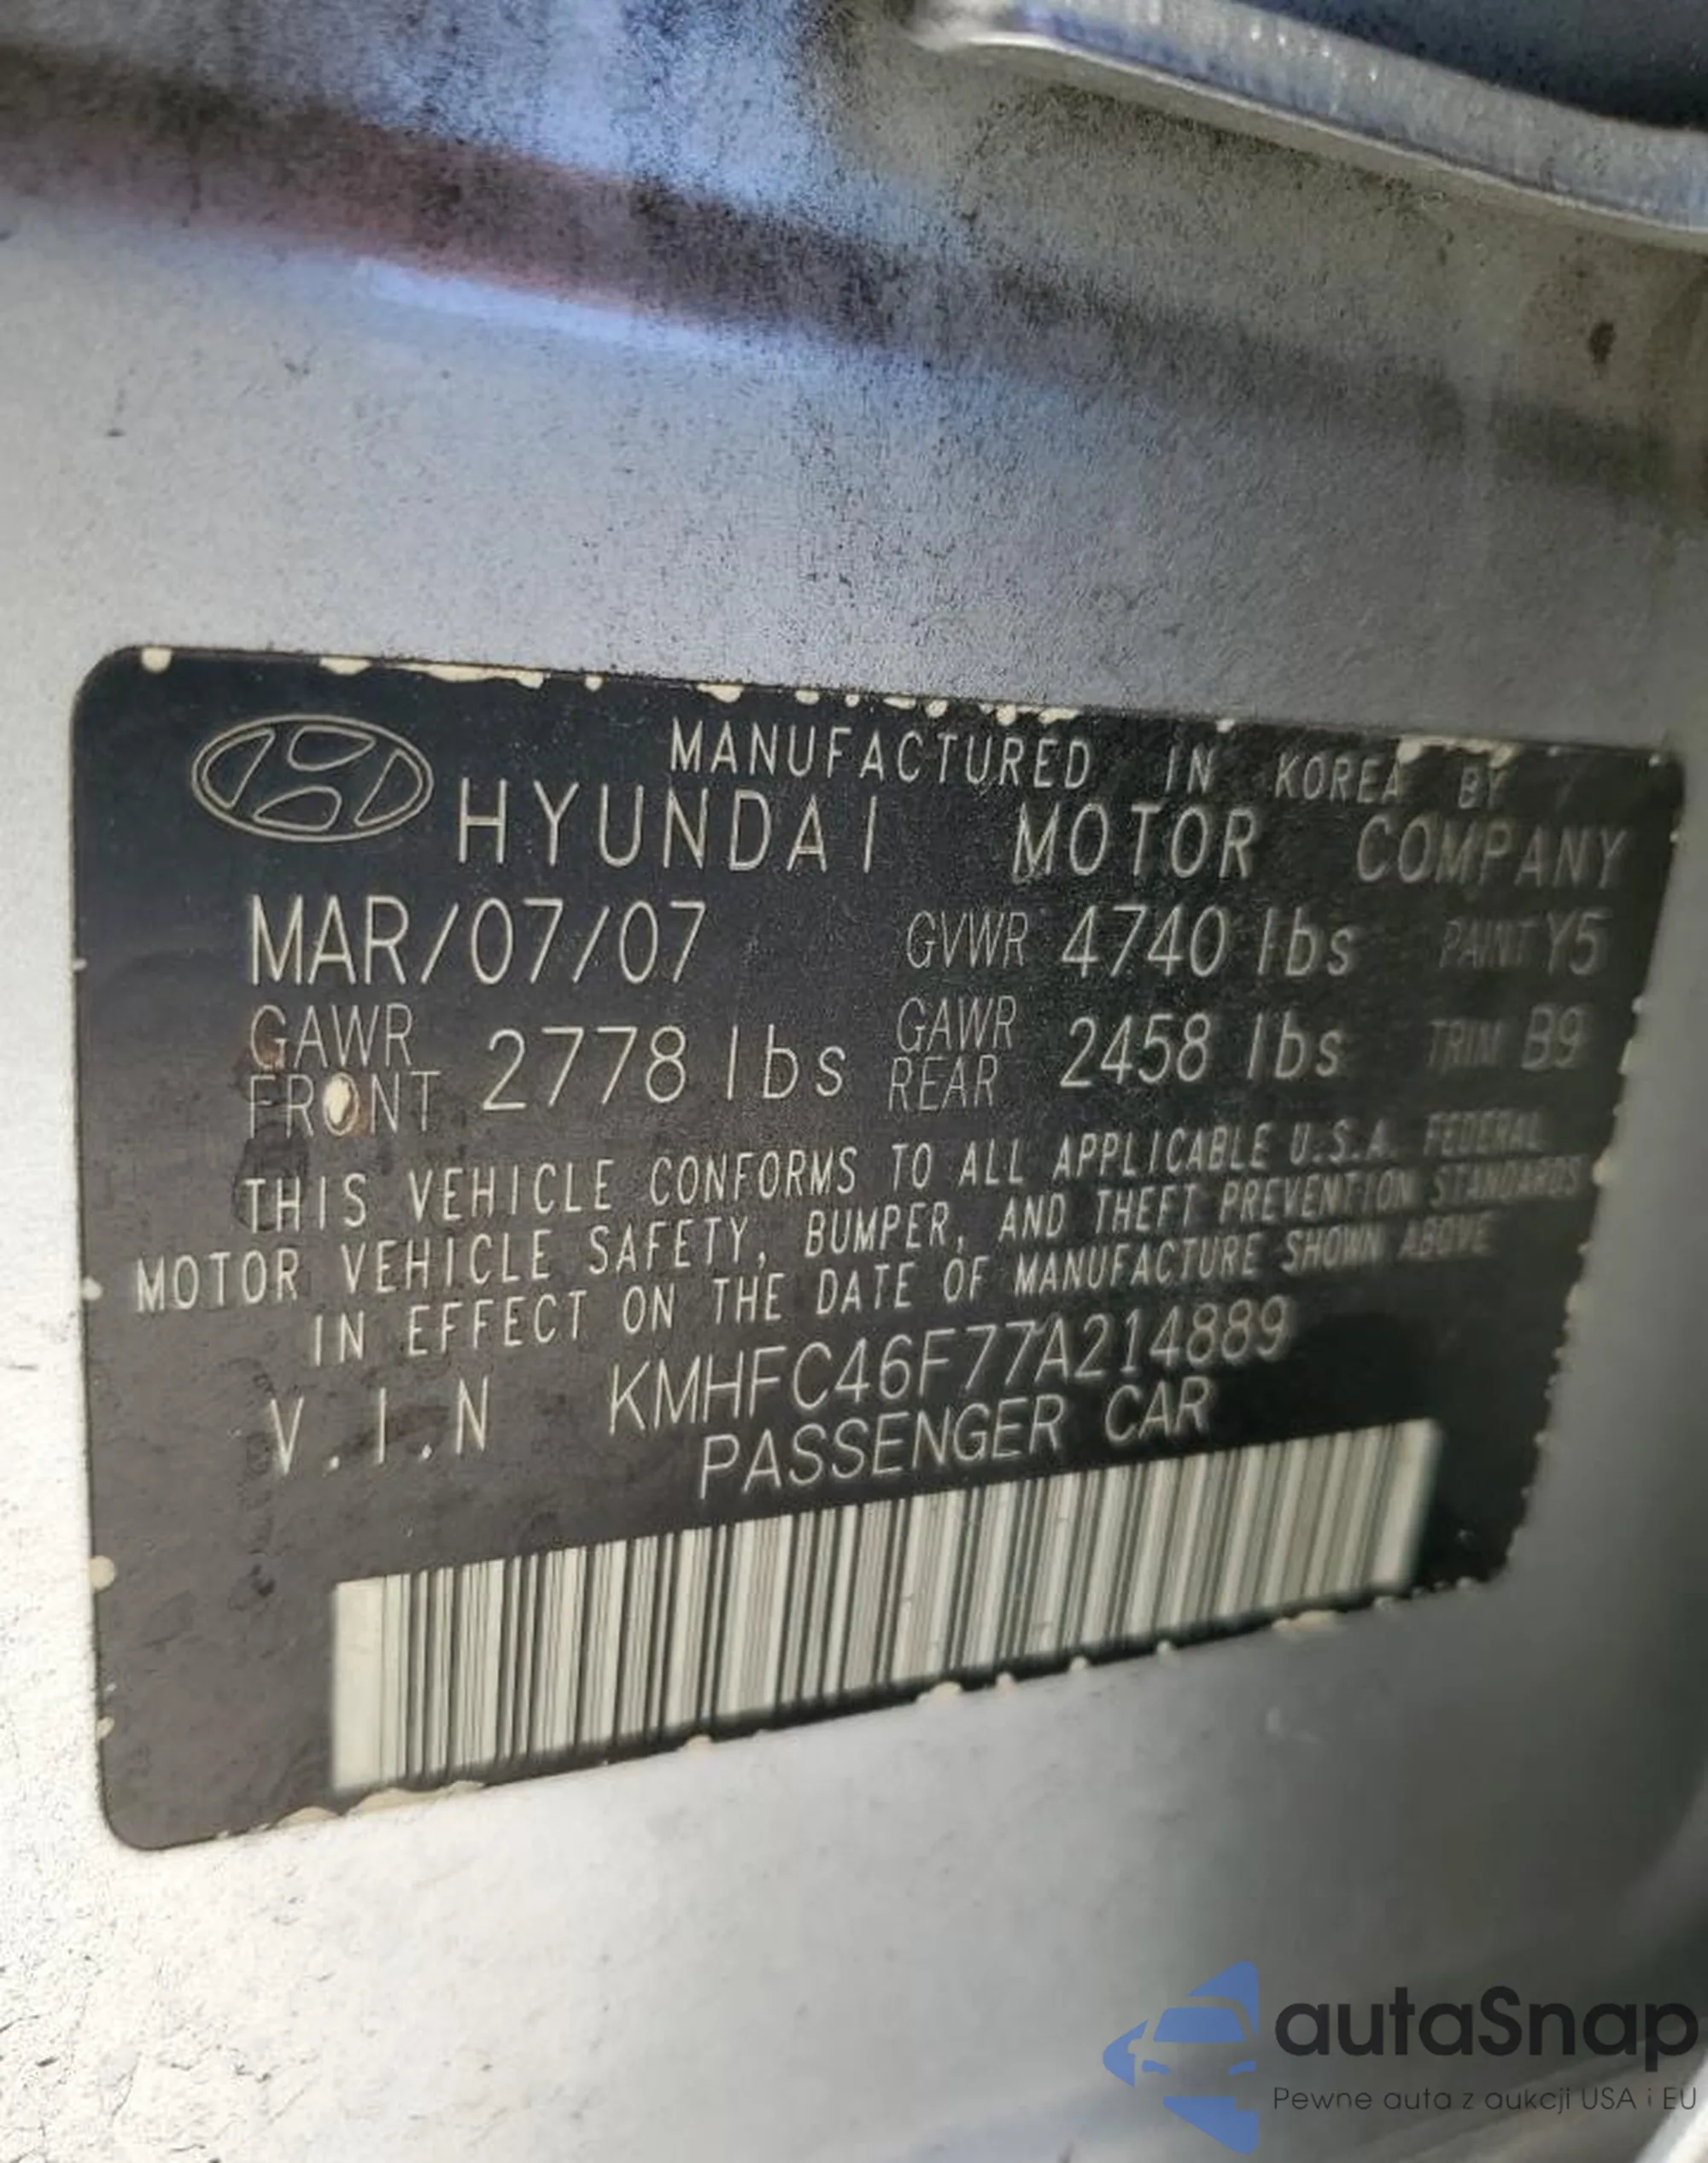 MANUFACTURED IN KOREA BY
HYUNDAI MOTOR COMPANY
MAR/07/07 GVWR 4740 lbs PAINT Y5
GAWR FRONT 2778 lbs GAWR REAR 2458 lbs TRIM B9
THIS VEHICLE CONFORMS TO ALL APPLICABLE U.S.A. FEDERAL
MOTOR VEHICLE SAFETY, BUMPER, AND THEFT PREVENTION STANDARDS
IN EFFECT ON THE DATE OF MANUFACTURE SHOWN ABOVE
V.I.N KMHFC46F77A214889
PASSENGER CAR
autaSnap
Pewne auta z aukcji USA i EU